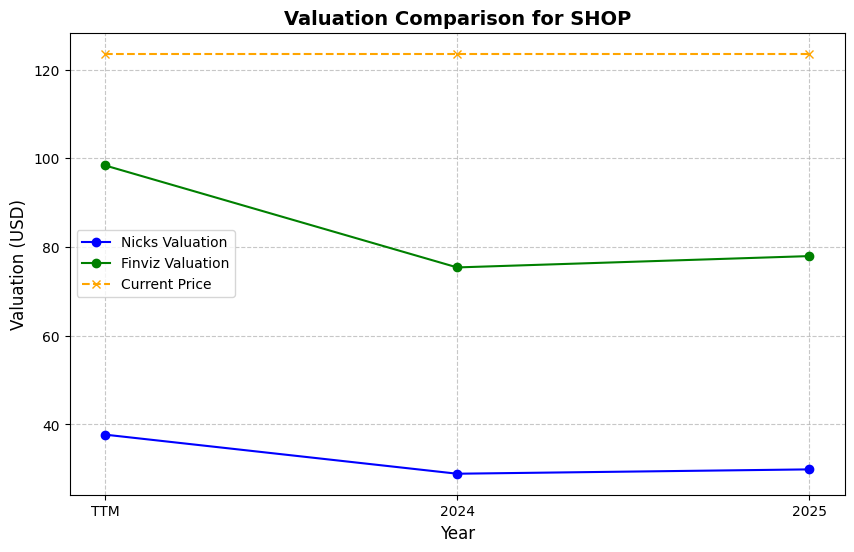 Valuation Comparison for SHOP
Valuation (USD)
120
100
80
60
40
Nicks Valuation
Finviz Valuation
Current Price
TTM
2024
2025
Year